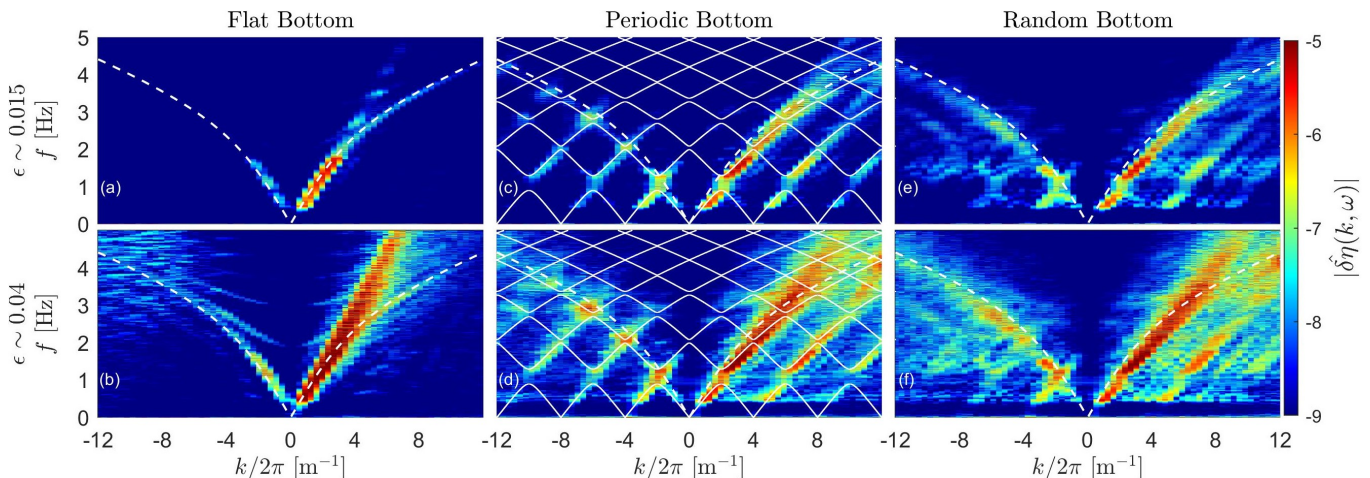 Flat Bottom
Periodic Bottom
Random Bottom
ϵ ∼ 0.015
f [Hz]
5
4
3
2
1
0
(a)
(c)
(e)
ϵ ∼ 0.04
f [Hz]
4
3
2
1
0
(b)
(d)
(f)
-12 -8 -4 0 4 8 -12 -8 -4 0 4 8 -12 -8 -4 0 4 8 12
k/2π [m⁻¹]
k/2π [m⁻¹]
k/2π [m⁻¹]
-5
-6
-7
-8
-9
|δ̂η(k, ω)|